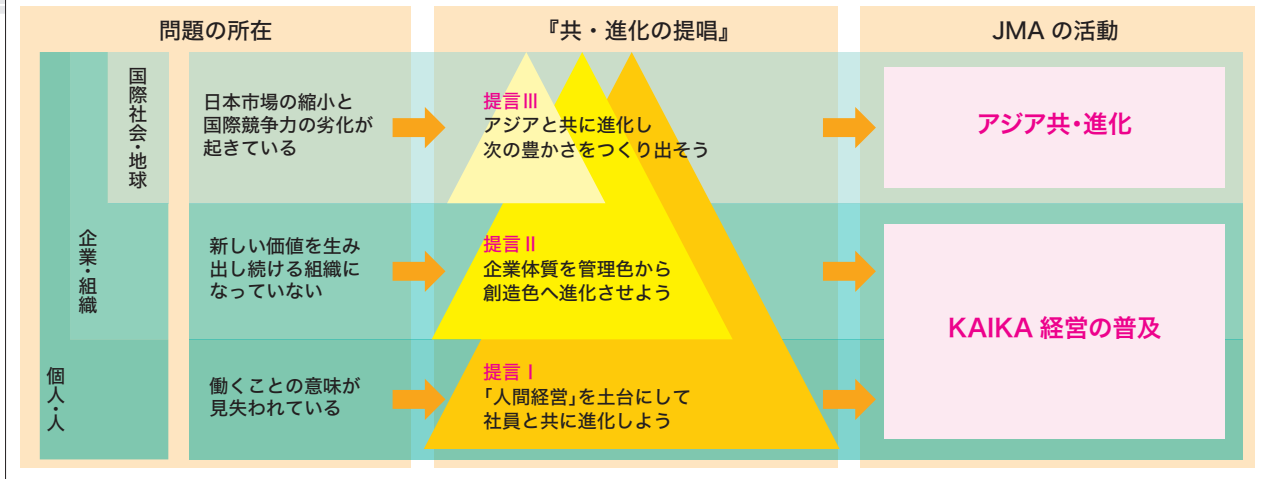 問題の所在
『共・進化の提唱』
JMA の活動
国際社会・地球
日本市場の縮小と
国際競争力の劣化が
起きている
提言Ⅲ
アジアと共に進化し
次の豊かさをつくり出そう
アジア共・進化
企業・組織
新しい価値を生み
出し続ける組織に
なっていない
提言Ⅱ
企業体質を管理色から
創造色へ進化させよう
KAIKA 経営の普及
個人・人
働くことの意味が
見失われている
提言Ⅰ
「人間経営」を土台にして
社員と共に進化しよう